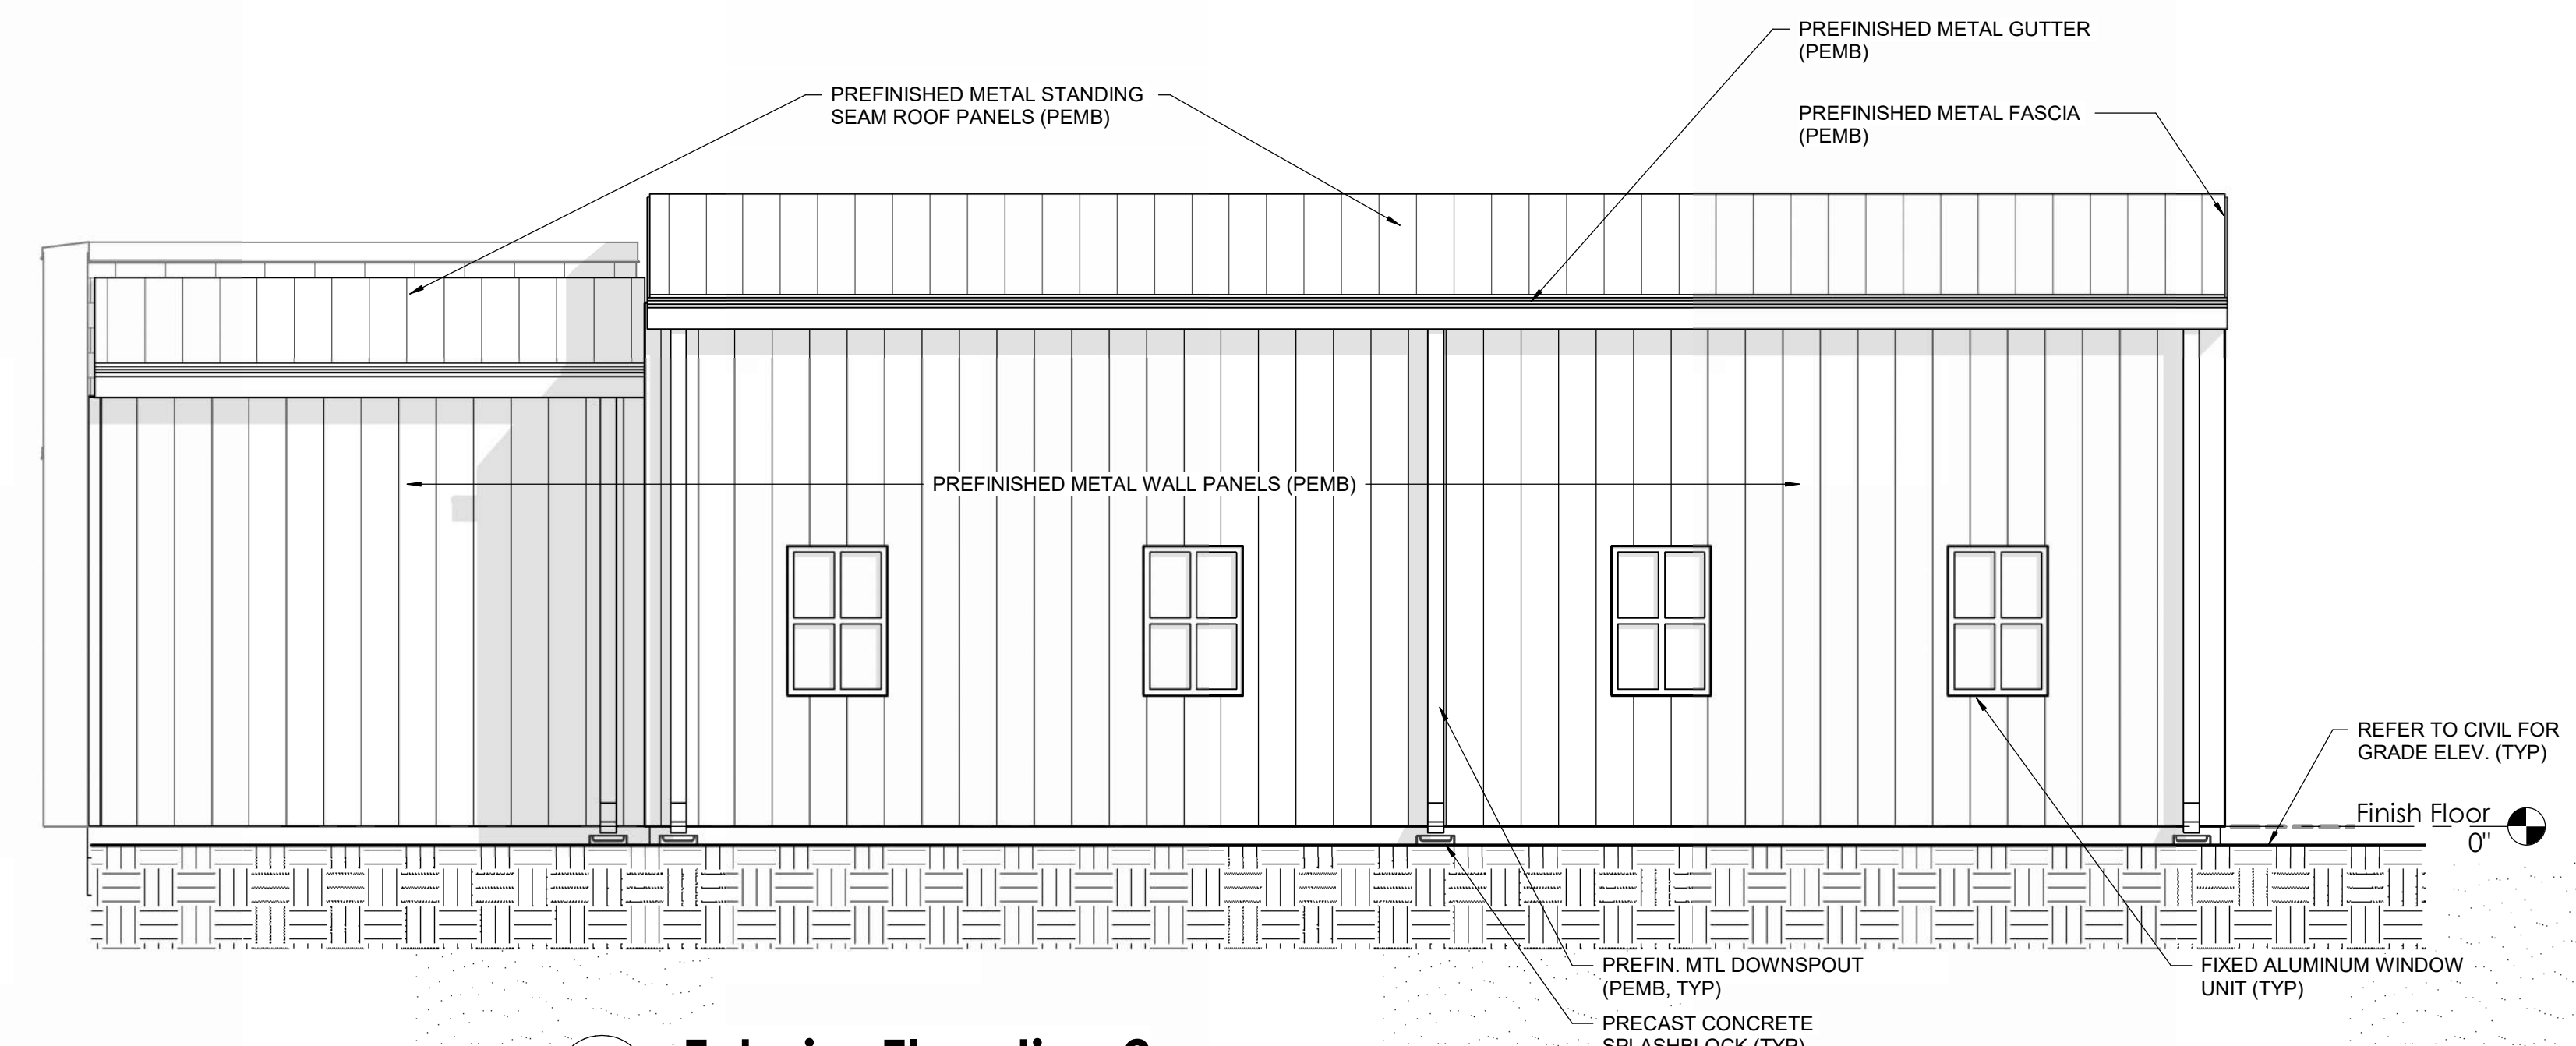 PREFINISHED METAL GUTTER
(PEMB)
PREFINISHED METAL STANDING
SEAM ROOF PANELS (PEMB)
PREFINISHED METAL FASCIA
(PEMB)
PREFINISHED METAL WALL PANELS (PEMB)
REFER TO CIVIL FOR
GRADE ELEV. (TYP)
Finish Floor
0"
PREFIN. MTL DOWNSPOUT
(PEMB, TYP)
FIXED ALUMINUM WINDOW
UNIT (TYP)
PRECAST CONCRETE
SPLASHBLOCK (TYP)